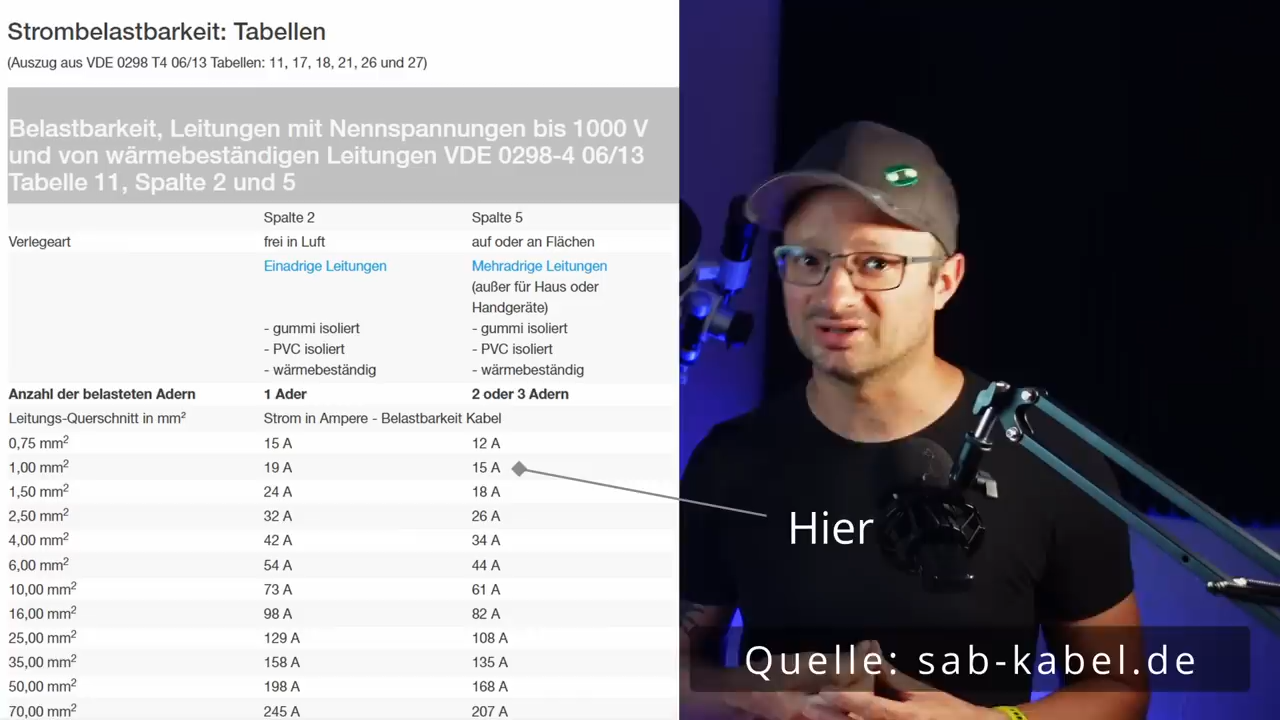 Strombelastbarkeit: Tabellen
(Auszug aus VDE 0298 T4 06/13 Tabellen: 11, 17, 18, 21, 26 und 27)
Belastbarkeit, Leitungen mit Nennspannungen bis 1000 V
und von wärmebeständigen Leitungen VDE 0298-4 06/13
Tabelle 11, Spalte 2 und 5
Spalte 2 Spalte 5
Verlegeart frei in Luft auf oder an Flächen
Einadrige Leitungen Mehradrige Leitungen
(außer für Haus oder
Handgeräte)
- gummi isoliert - gummi isoliert
- PVC isoliert - PVC isoliert
- wärmebeständig - wärmebeständig
Anzahl der belasteten Adern 1 Ader 2 oder 3 Adern
Leitungs-Querschnitt in mm² Strom in Ampere - Belastbarkeit Kabel
0,75 mm² 15 A 12 A
1,00 mm² 19 A 15 A
1,50 mm² 24 A 18 A
2,50 mm² 32 A 26 A
4,00 mm² 42 A 34 A
6,00 mm² 54 A 44 A
10,00 mm² 73 A 61 A
16,00 mm² 98 A 82 A
25,00 mm² 129 A 108 A
35,00 mm² 158 A 135 A
50,00 mm² 198 A 168 A
70,00 mm² 245 A 207 A
Hier
Quelle: sab-kabel.de